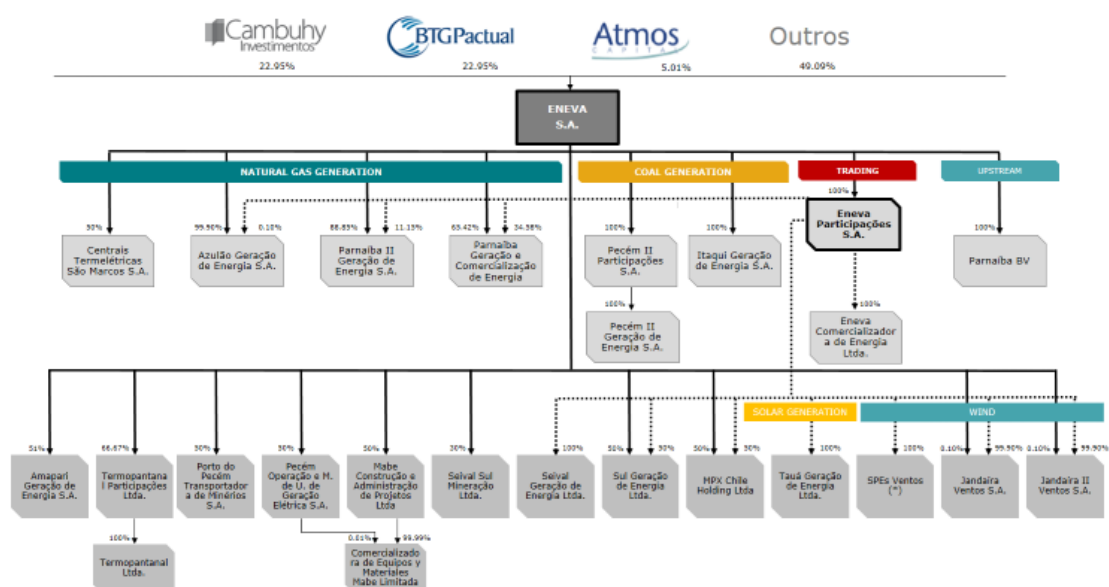 Cambuhy
Investimentos
BTGPactual
Atmos
CAPITAL
Outros
22.95%
22.95%
5.01%
49.09%
ENEVA
S.A.
NATURAL GAS GENERATION
COAL GENERATION
TRADING
UPSTREAM
100%
50%
99.90%
0.10%
88.85%
11.15%
65.42%
34.58%
100%
100%
100%
Centrais
Termelétricas
São Marcos S.A.
Azulão Geração
de Energia S.A.
Parnaíba II
Geração de
Energia S.A.
Parnaíba
Geração e
Comercialização
de Energia
Pecém II
Participações
S.A.
Itaqui Geração
de Energia S.A.
Eneva
Participações
S.A.
Parnaíba BV
100%
100%
Pecém II
Geração de
Energia S.A.
Eneva
Comercializador
a de Energia
Ltda.
SOLAR GENERATION
WIND
51%
66.67%
50%
50%
50%
30%
100%
50%
50%
50%
50%
100%
100%
0.10%
99.90%
0.10%
99.90%
Amapari
Geração de
Energia S.A.
Termopantana
l Participações
Ltda.
Porto do
Pecém
Transportador
a de Minérios
S.A.
Pecém
Operação e M.
de U. de
Geração
Elétrica S.A.
Mabe
Construção e
Administração
de Projetos
Ltda
Seival Sul
Mineração
Ltda.
Seival
Geração de
Energia Ltda.
Sul Geração
de Energia
Ltda.
MPX Chile
Holding Ltda
Tauá Geração
de Energia
Ltda.
SPEs Ventos
(*)
Jandaira
Ventos S.A.
Jandaira II
Ventos S.A.
100%
0.01%
99.99%
Termopantanal
Ltda.
Comercializado
ra de Equipos y
Materiales
Mabe Limitada